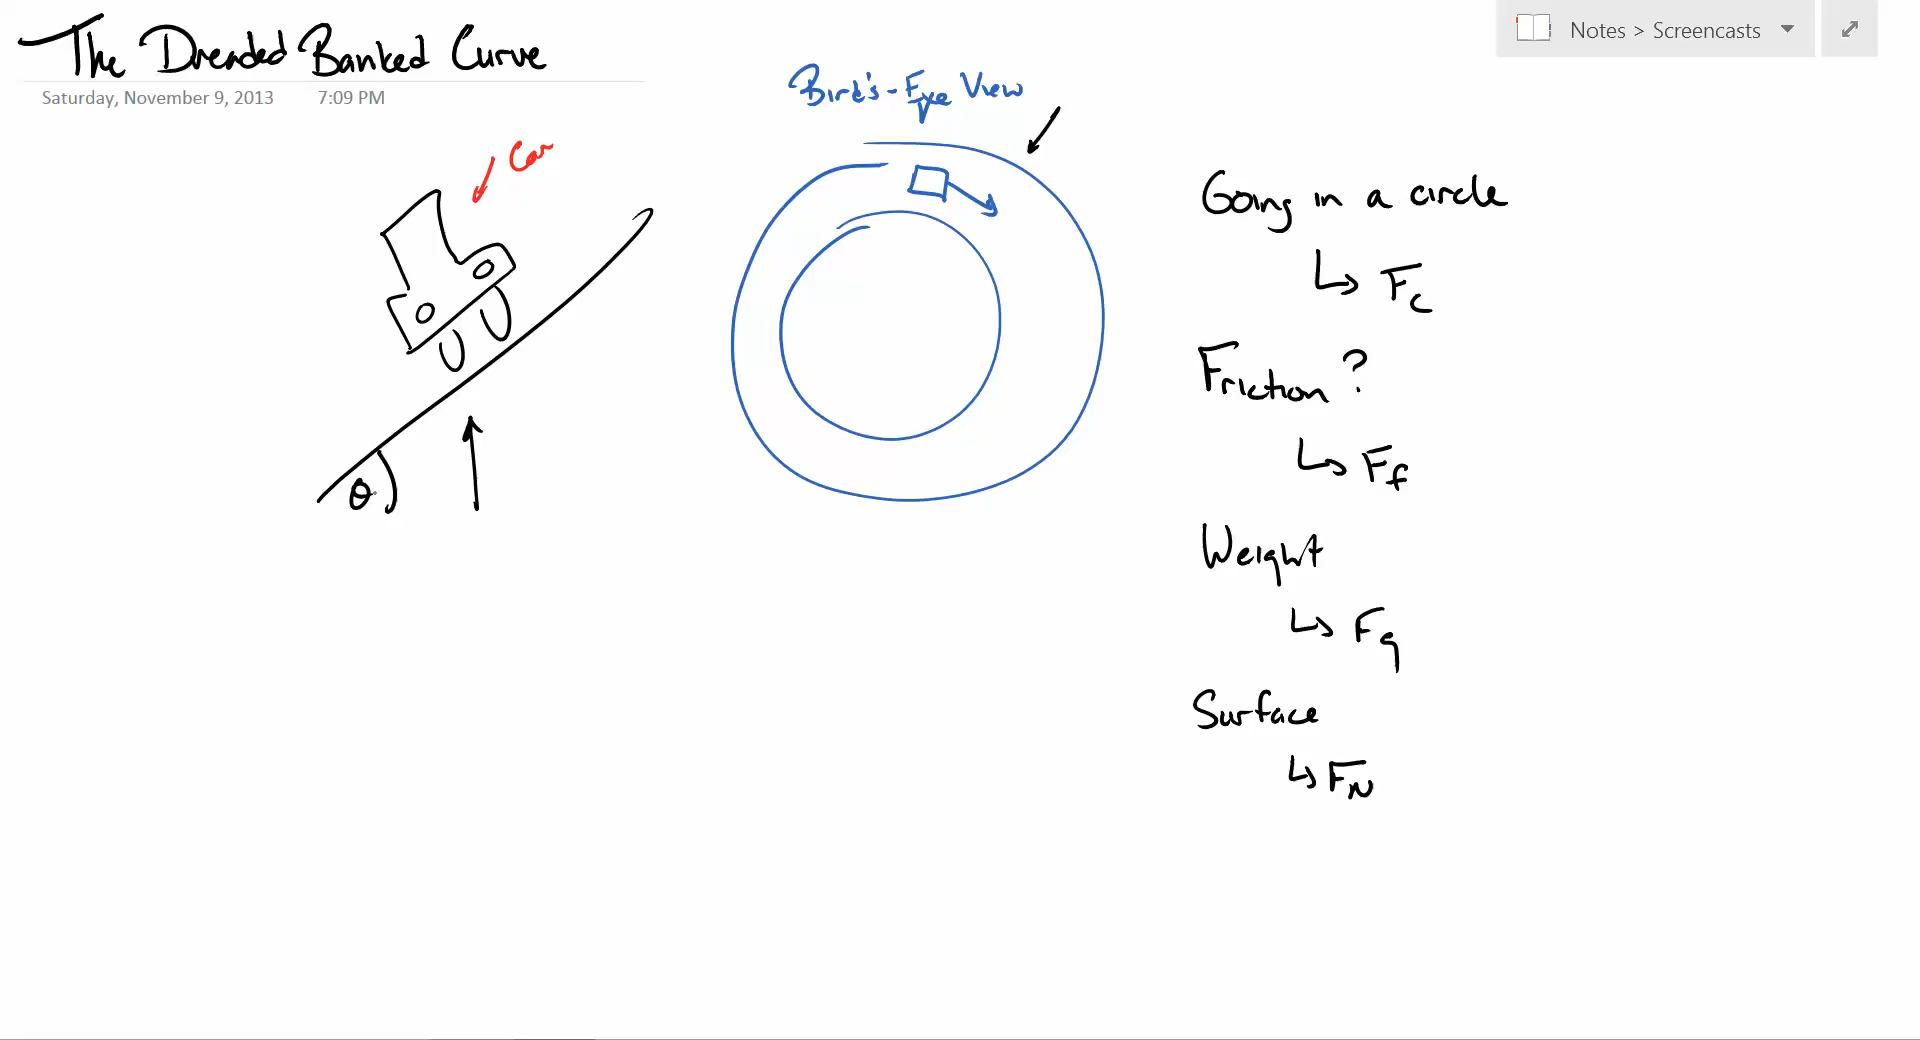 The Dreaded Banked Curve
Saturday, November 9, 2013 7:09 PM
Notes > Screencasts
Bird's-Eye View
Car
θ
Going in a circle
↳ Fc
Friction?
↳ Ff
Weight
↳ Fg
Surface
↳ FN